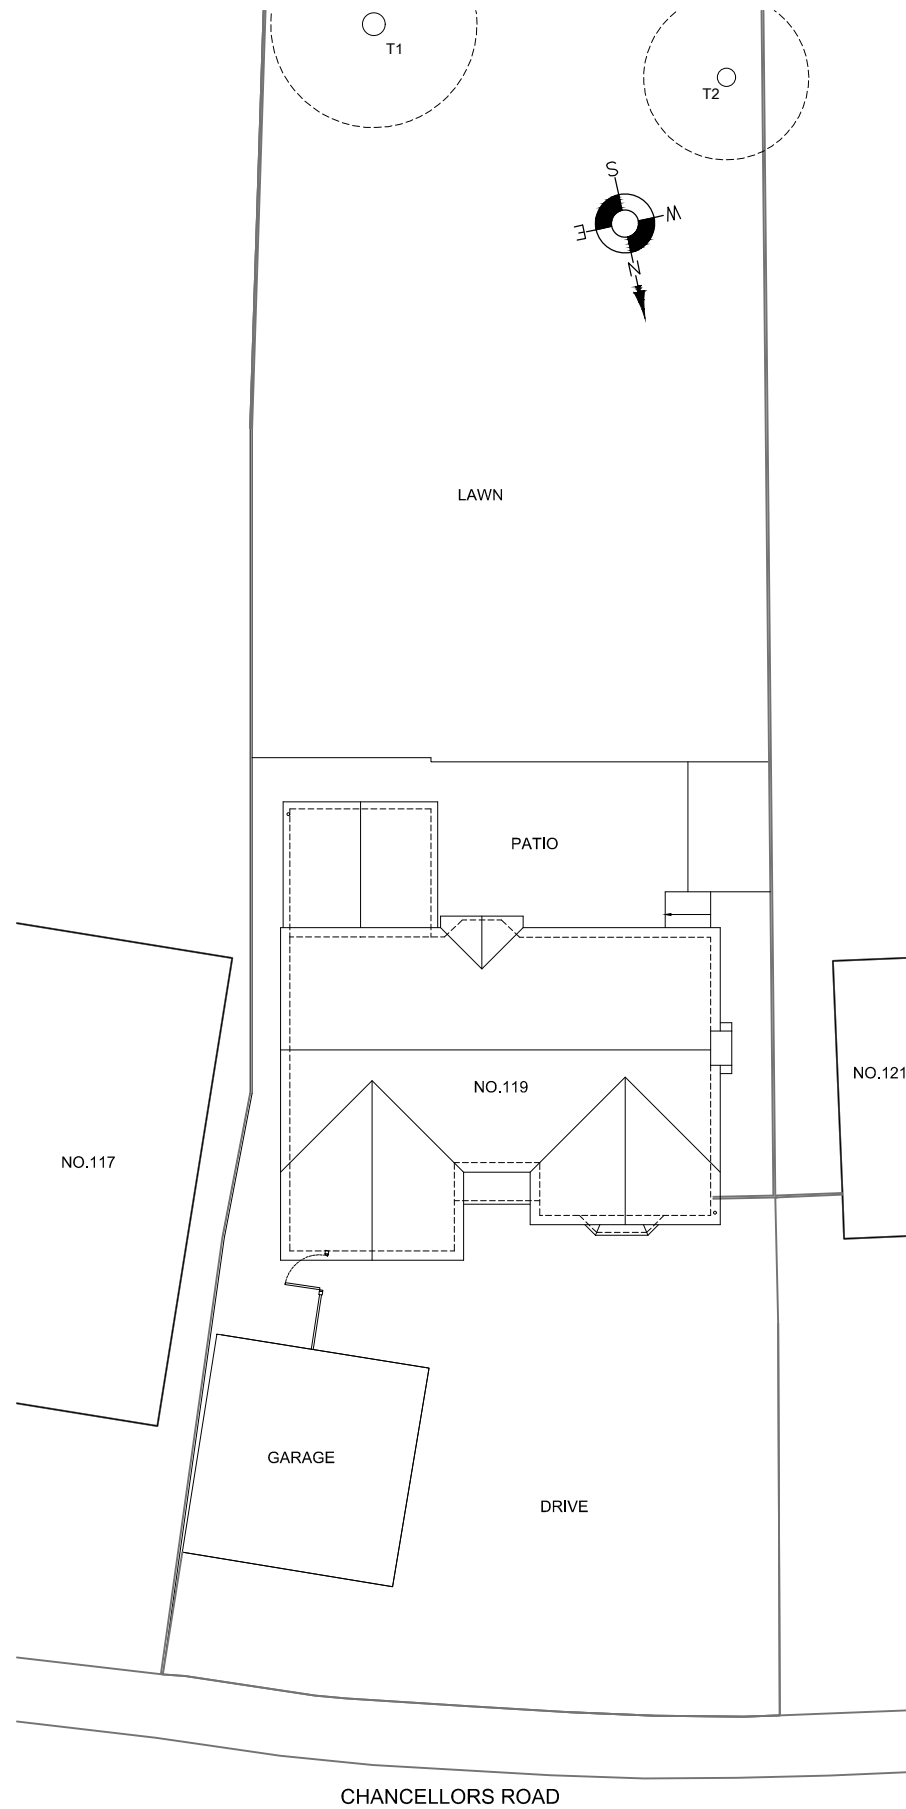 T1
T2
S
W
E
N
LAWN
PATIO
NO.119
NO.121
NO.117
GARAGE
DRIVE
CHANCELLORS ROAD